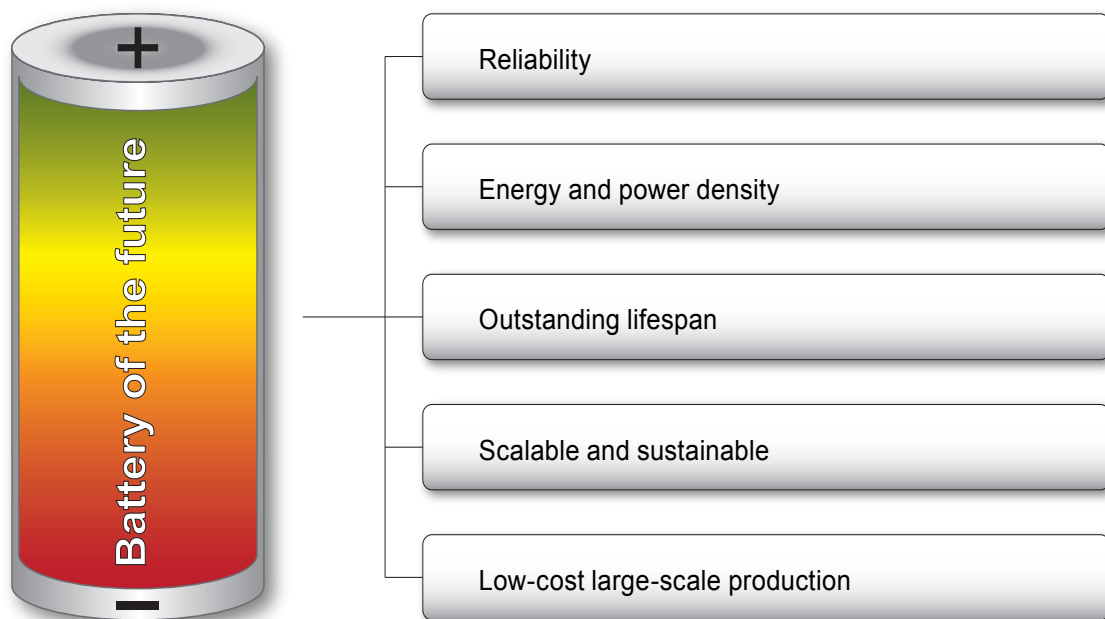 +
Battery of the future
−
Reliability
Energy and power density
Outstanding lifespan
Scalable and sustainable
Low-cost large-scale production